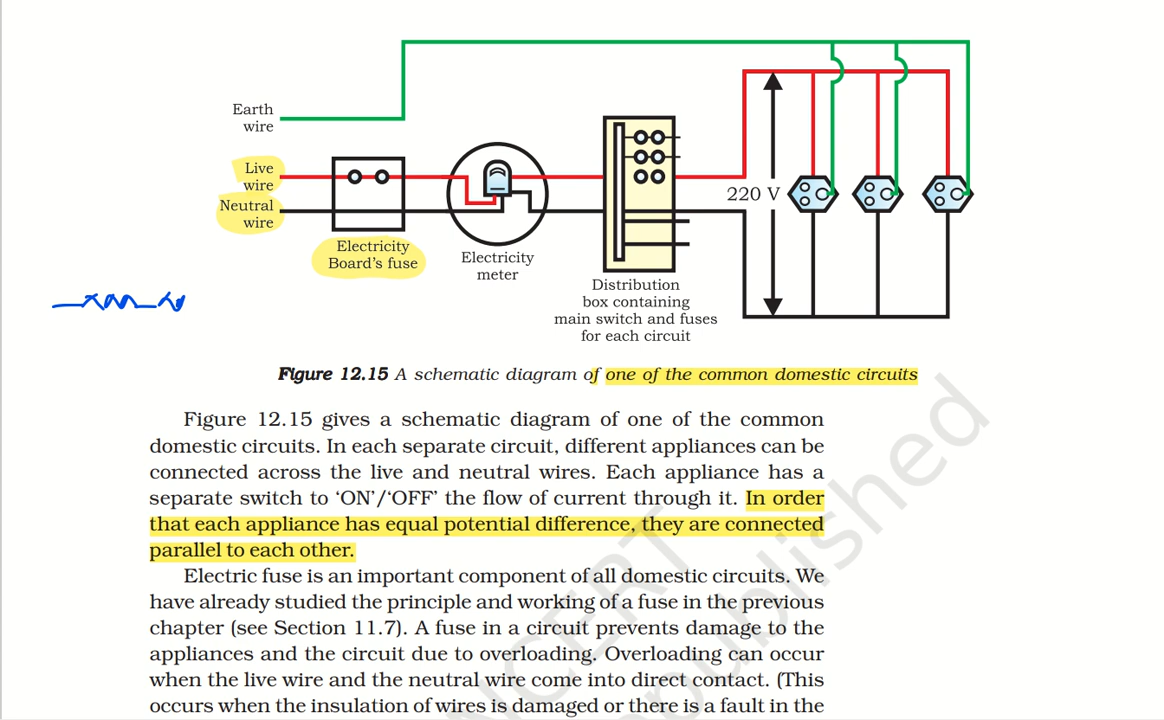 Earth
wire
Live
wire
Neutral
wire
Electricity
Board's fuse
Electricity
meter
Distribution
box containing
main switch and fuses
for each circuit
220 V
Figure 12.15 A schematic diagram of one of the common domestic circuits
Figure 12.15 gives a schematic diagram of one of the common
domestic circuits. In each separate circuit, different appliances can be
connected across the live and neutral wires. Each appliance has a
separate switch to ‘ON’/‘OFF’ the flow of current through it. In order
that each appliance has equal potential difference, they are connected
parallel to each other.
Electric fuse is an important component of all domestic circuits. We
have already studied the principle and working of a fuse in the previous
chapter (see Section 11.7). A fuse in a circuit prevents damage to the
appliances and the circuit due to overloading. Overloading can occur
when the live wire and the neutral wire come into direct contact. (This
occurs when the insulation of wires is damaged or there is a fault in the
NCERT
published